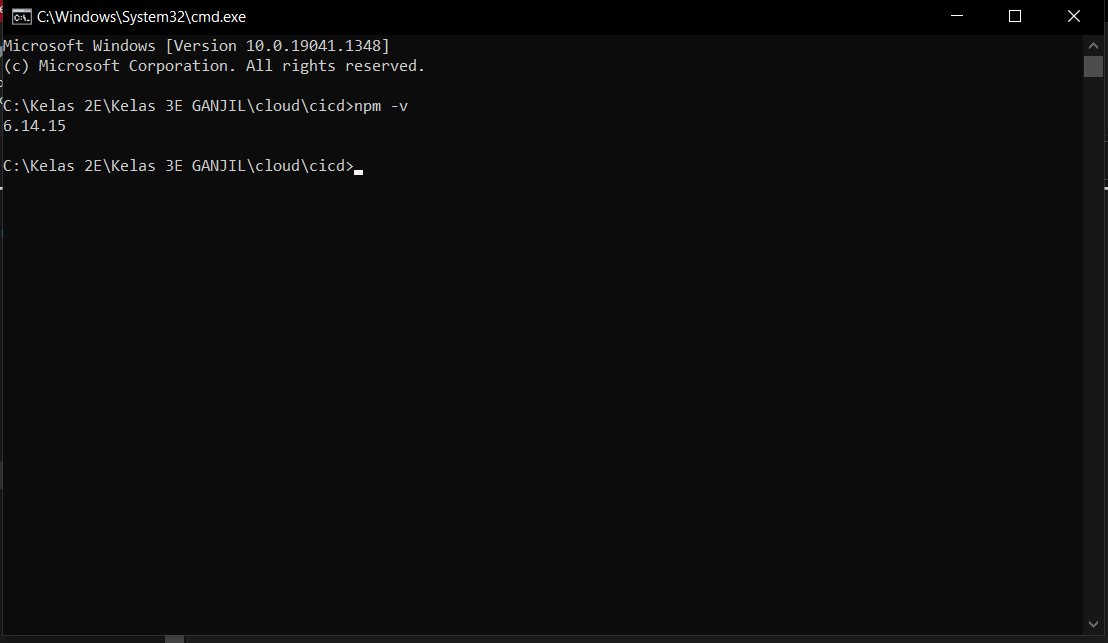 C:\Windows\System32\cmd.exe
Microsoft Windows [Version 10.0.19041.1348]
(c) Microsoft Corporation. All rights reserved.
C:\Kelas 2E\Kelas 3E GANJIL\cloud\cicd>npm -v
6.14.15
C:\Kelas 2E\Kelas 3E GANJIL\cloud\cicd>